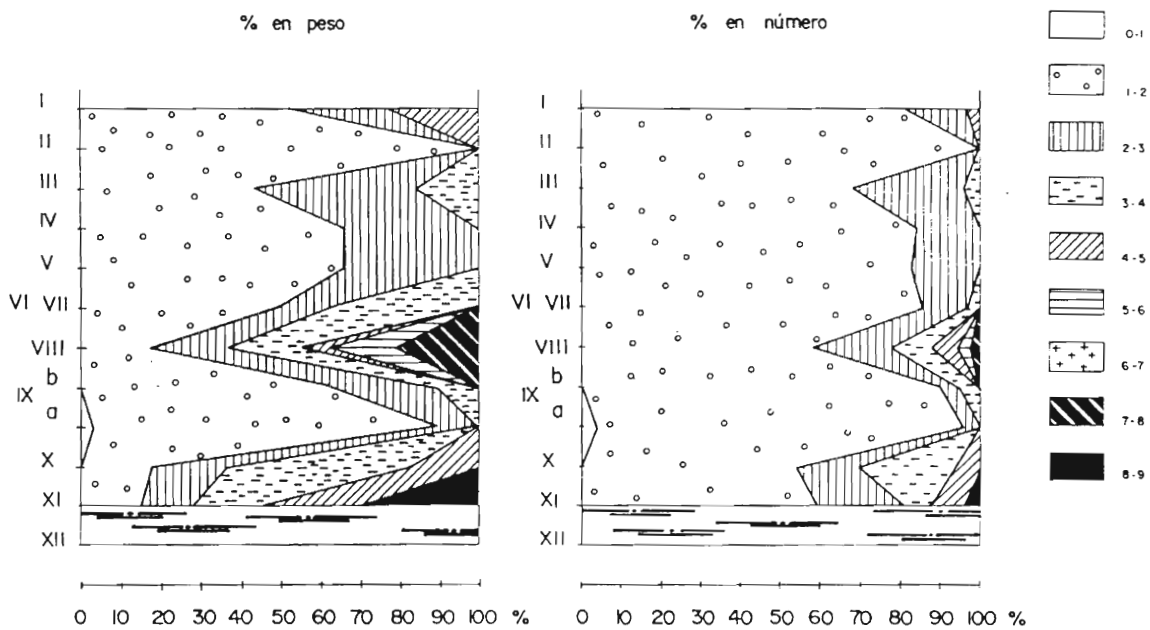 % en peso
% en número
I
II
III
IV
V
VI VII
VIII
b
IX
a
X
XI
XII
0 10 20 30 40 50 60 70 80 90 100 %
I
II
III
IV
V
VI VII
VIII
b
IX
a
X
XI
XII
0 10 20 30 40 50 60 70 80 90 100 %
0-1
1-2
2-3
3-4
4-5
5-6
6-7
7-8
8-9